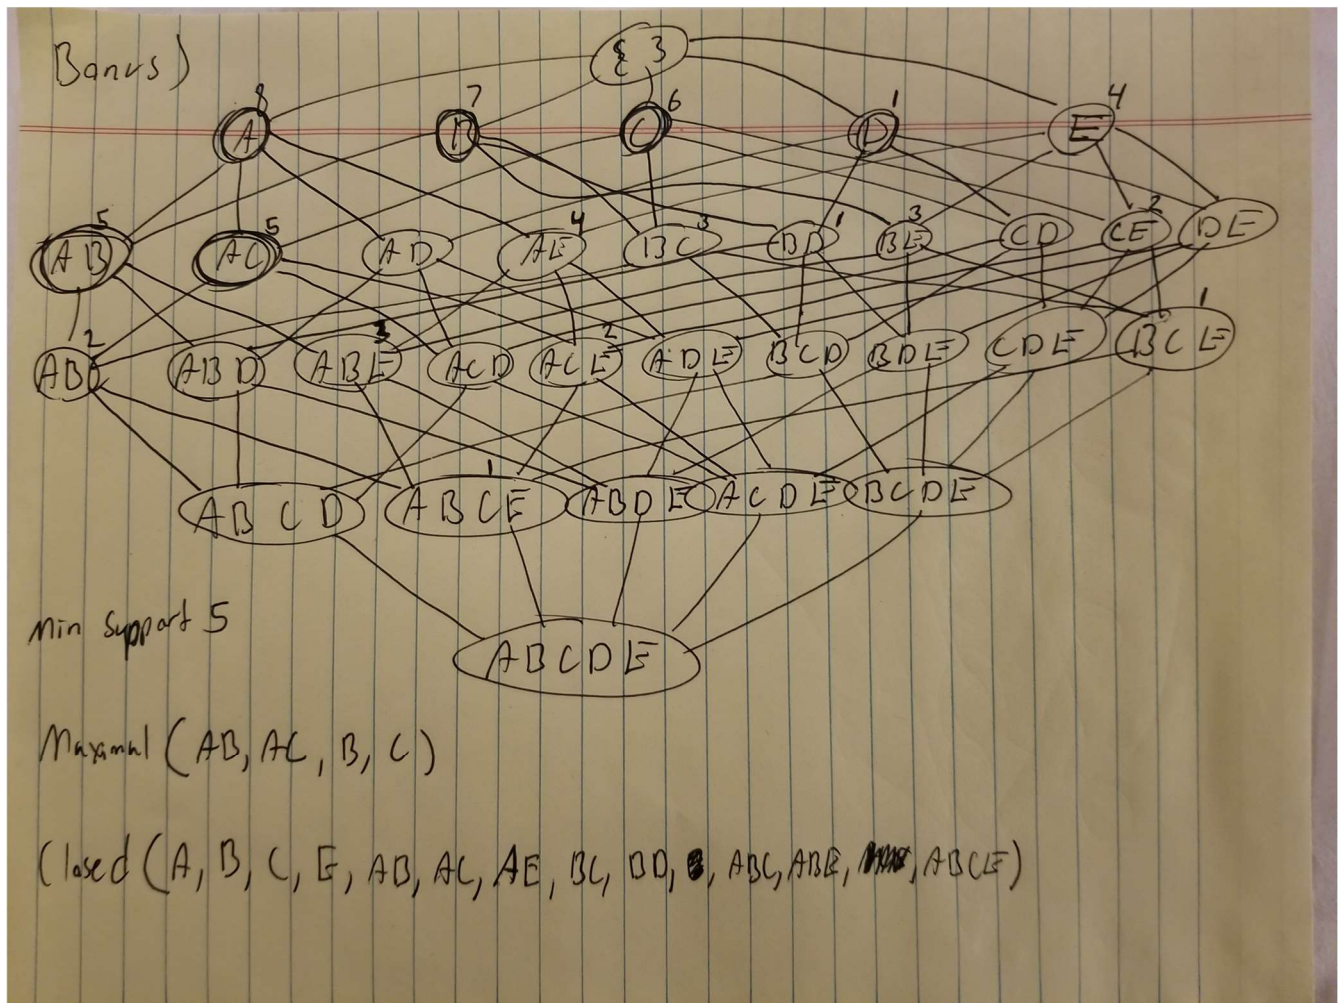 Bonus)
{ }
8 7 6 1 4
A B C D E
5 5 4 3 1 3 2
AB AC AD AE BC BD BE CD CE DE
2 3 2 1
AB ABD ABE ACD ACE ADE BCD BDE CDE BCE
1
ABCD ABCE ABDE ACDE BCDE
Min support 5
ABCDE
Maximal (AB, AC, B, C)
Closed (A, B, C, E, AB, AC, AE, BC, BD, , ABC, ABE, , ABCE)